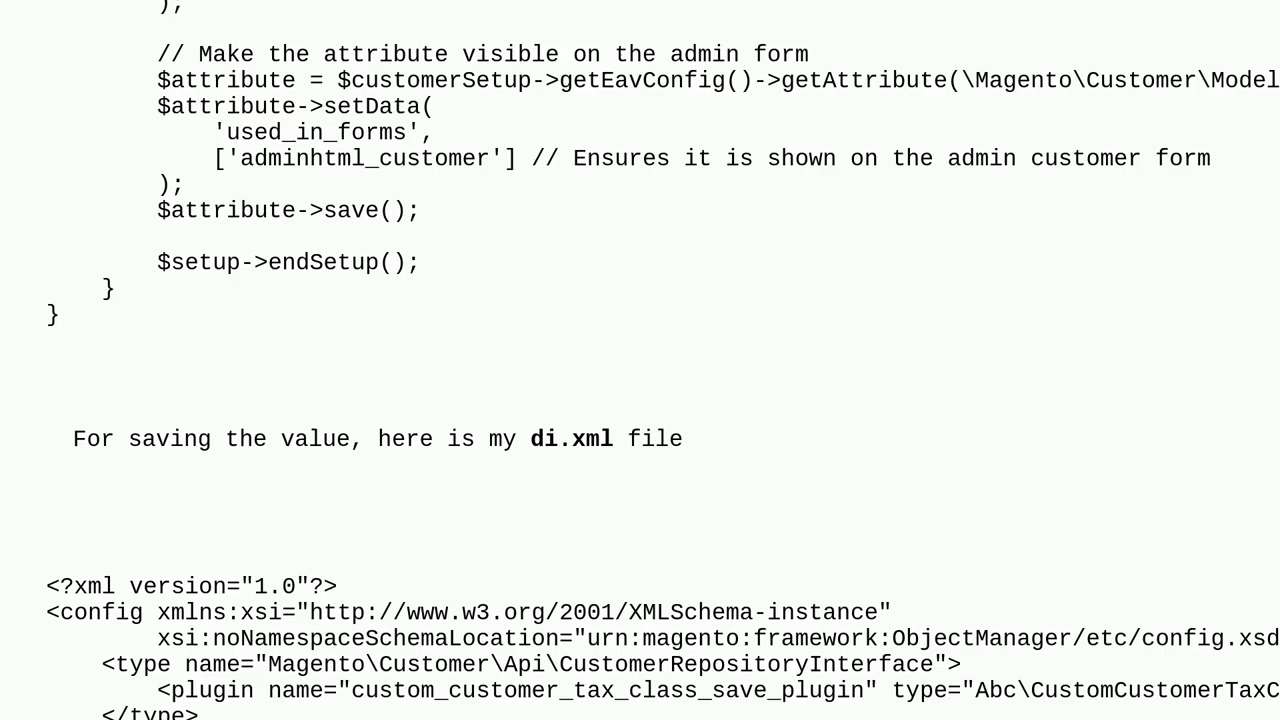 );
// Make the attribute visible on the admin form
$attribute = $customerSetup->getEavConfig()->getAttribute(\Magento\Customer\Model
$attribute->setData(
'used_in_forms',
['adminhtml_customer'] // Ensures it is shown on the admin customer form
);
$attribute->save();
$setup->endSetup();
}
}
For saving the value, here is my di.xml file
<?xml version="1.0"?>
<config xmlns:xsi="http://www.w3.org/2001/XMLSchema-instance"
xsi:noNamespaceSchemaLocation="urn:magento:framework:ObjectManager/etc/config.xsd
<type name="Magento\Customer\Api\CustomerRepositoryInterface">
<plugin name="custom_customer_tax_class_save_plugin" type="Abc\CustomCustomerTaxC
</type>